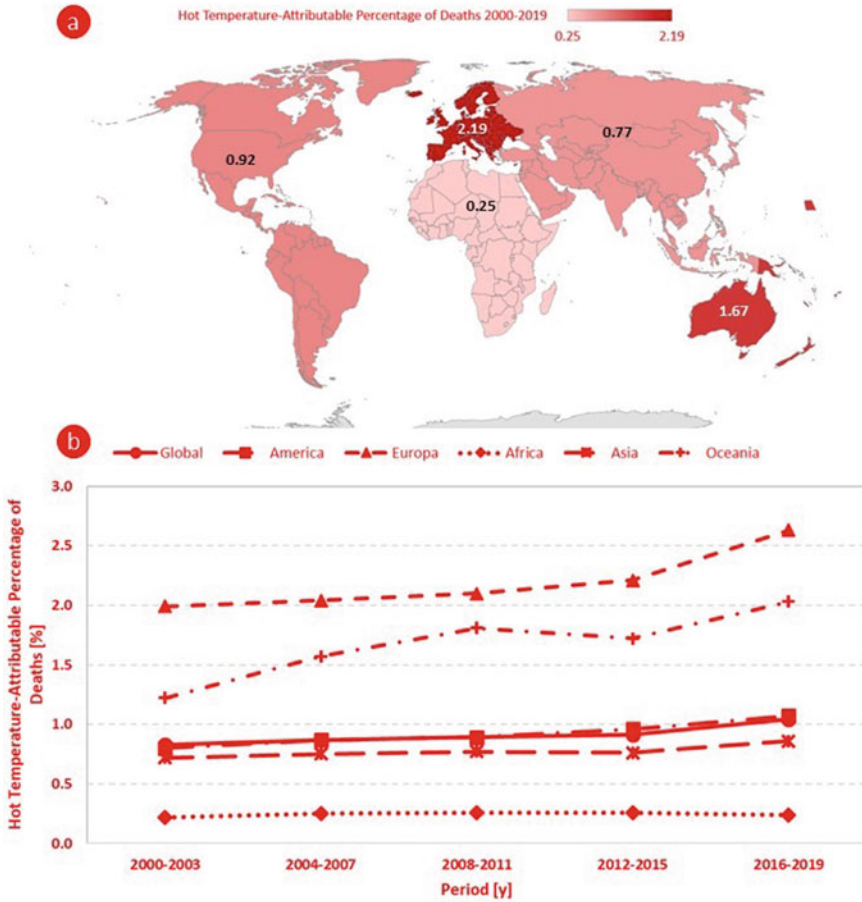 a
Hot Temperature-Attributable Percentage of Deaths 2000-2019
0.25 2.19
0.92
2.19
0.77
0.25
1.67
b
Global America Europa Africa Asia Oceania
Hot Temperature-Attributable Percentage of
Deaths [%]
3.0
2.5
2.0
1.5
1.0
0.5
0.0
2000-2003 2004-2007 2008-2011 2012-2015 2016-2019
Period [y]